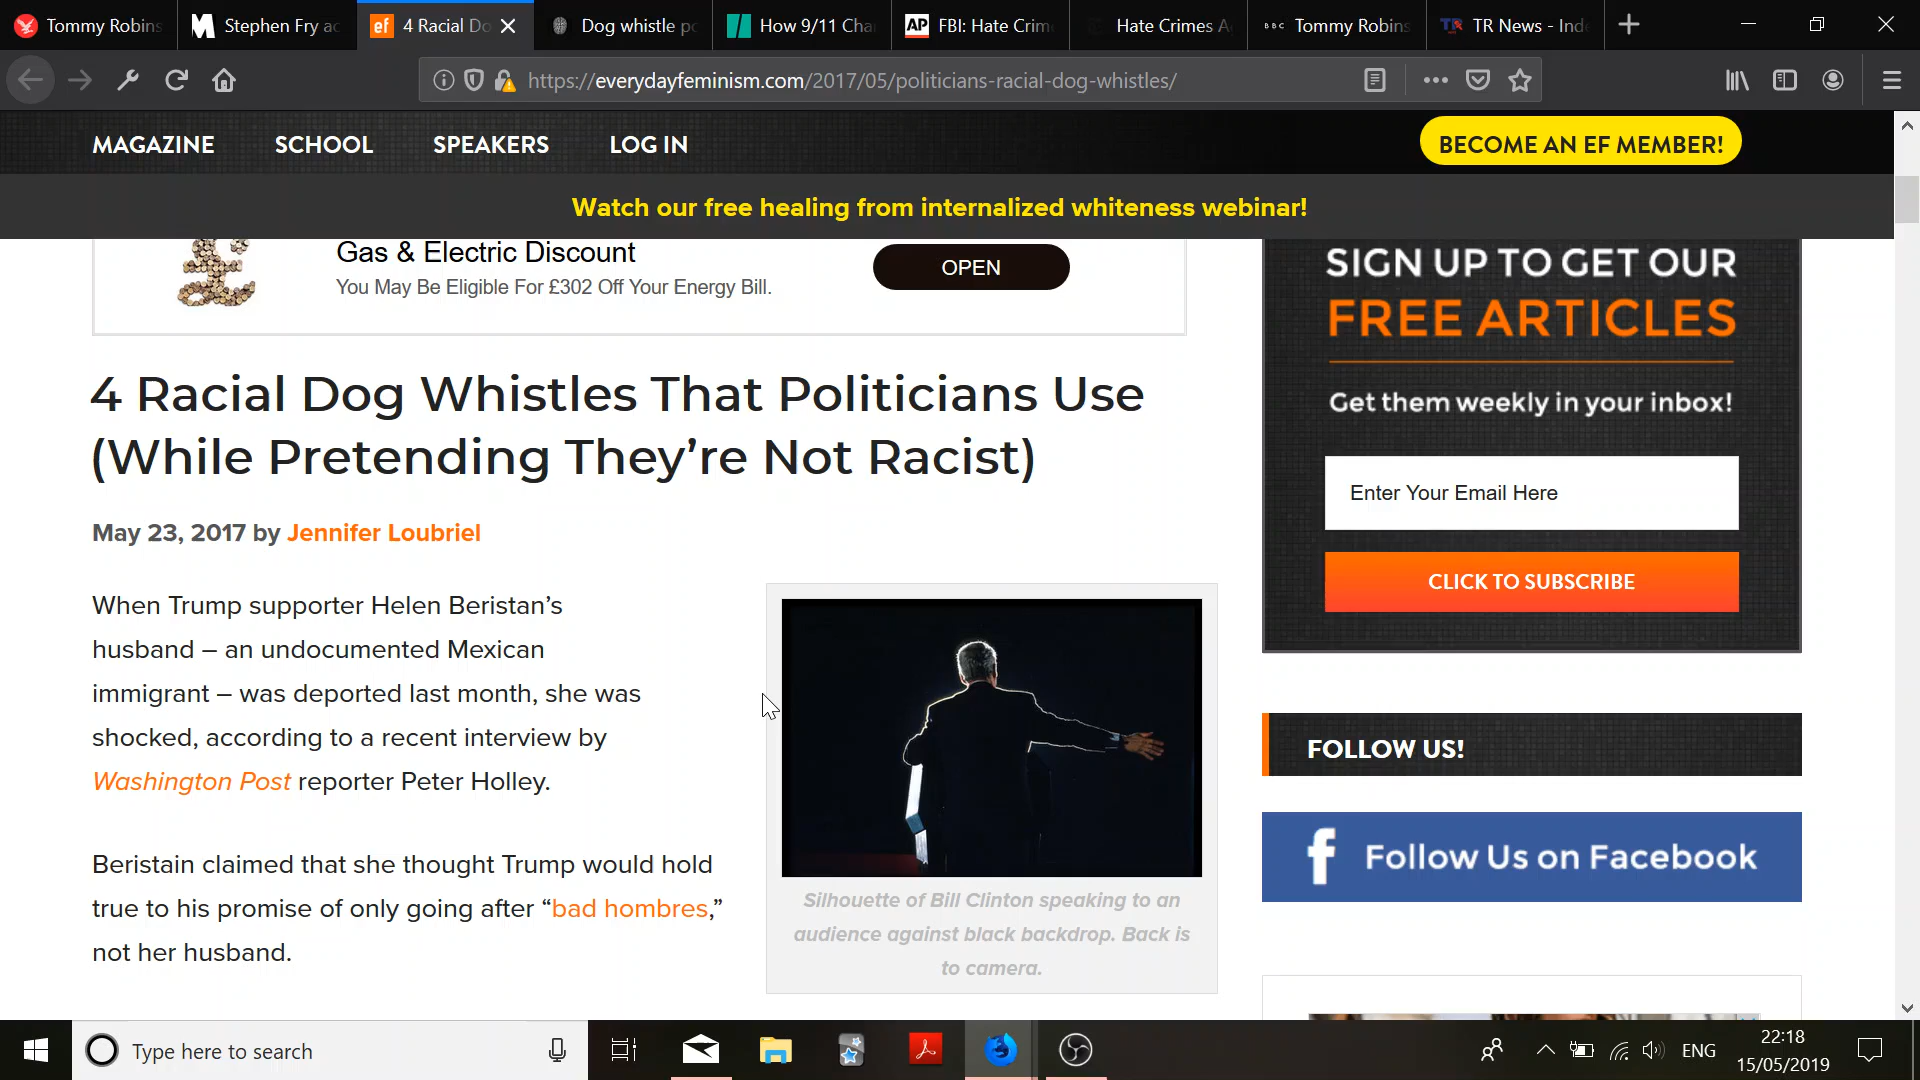 Tommy Robins
Stephen Fry ac
4 Racial Do
Dog whistle po
How 9/11 Cha
AP
FBI: Hate Crim
Hate Crimes A
BBC
Tommy Robins
TR News - Inde
https://everydayfeminism.com/2017/05/politicians-racial-dog-whistles/
MAGAZINE
SCHOOL
SPEAKERS
LOG IN
BECOME AN EF MEMBER!
Watch our free healing from internalized whiteness webinar!
Gas & Electric Discount
You May Be Eligible For £302 Off Your Energy Bill.
OPEN
4 Racial Dog Whistles That Politicians Use
(While Pretending They’re Not Racist)
May 23, 2017 by Jennifer Loubriel
When Trump supporter Helen Beristan’s
husband – an undocumented Mexican
immigrant – was deported last month, she was
shocked, according to a recent interview by
Washington Post reporter Peter Holley.
Beristain claimed that she thought Trump would hold
true to his promise of only going after “bad hombres,”
not her husband.
Silhouette of Bill Clinton speaking to an
audience against black backdrop. Back is
to camera.
SIGN UP TO GET OUR
FREE ARTICLES
Get them weekly in your inbox!
Enter Your Email Here
CLICK TO SUBSCRIBE
FOLLOW US!
f Follow Us on Facebook
Type here to search
ENG
22:18
15/05/2019